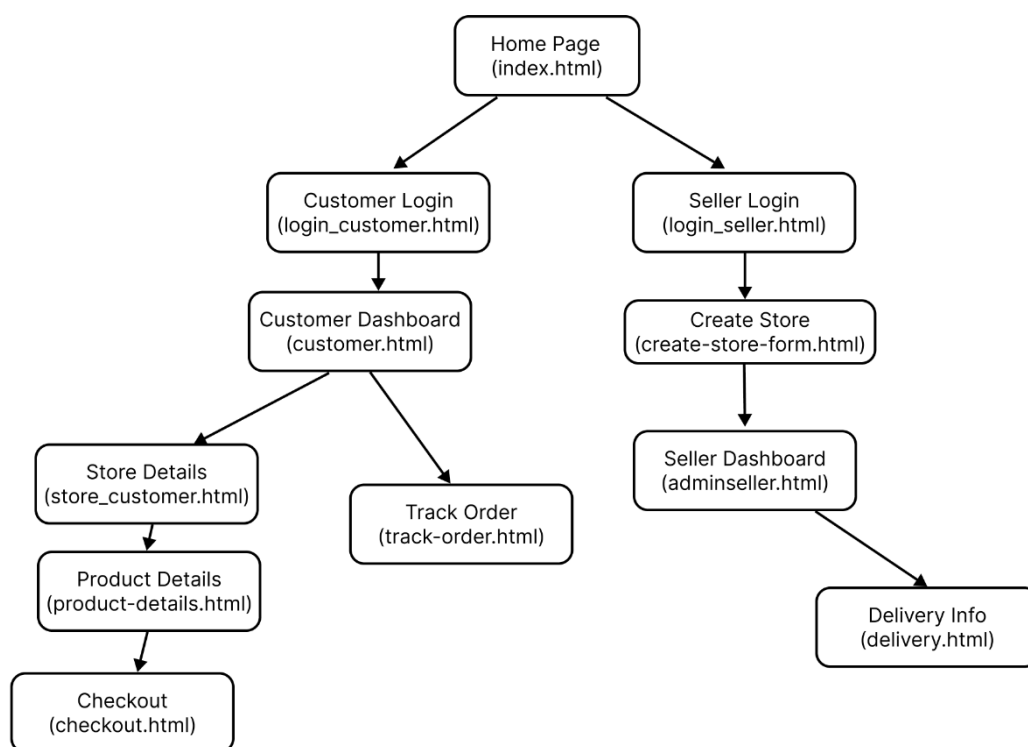 Home Page
(index.html)
Customer Login
(login_customer.html)
Seller Login
(login_seller.html)
Customer Dashboard
(customer.html)
Create Store
(create-store-form.html)
Store Details
(store_customer.html)
Track Order
(track-order.html)
Seller Dashboard
(adminseller.html)
Product Details
(product-details.html)
Delivery Info
(delivery.html)
Checkout
(checkout.html)